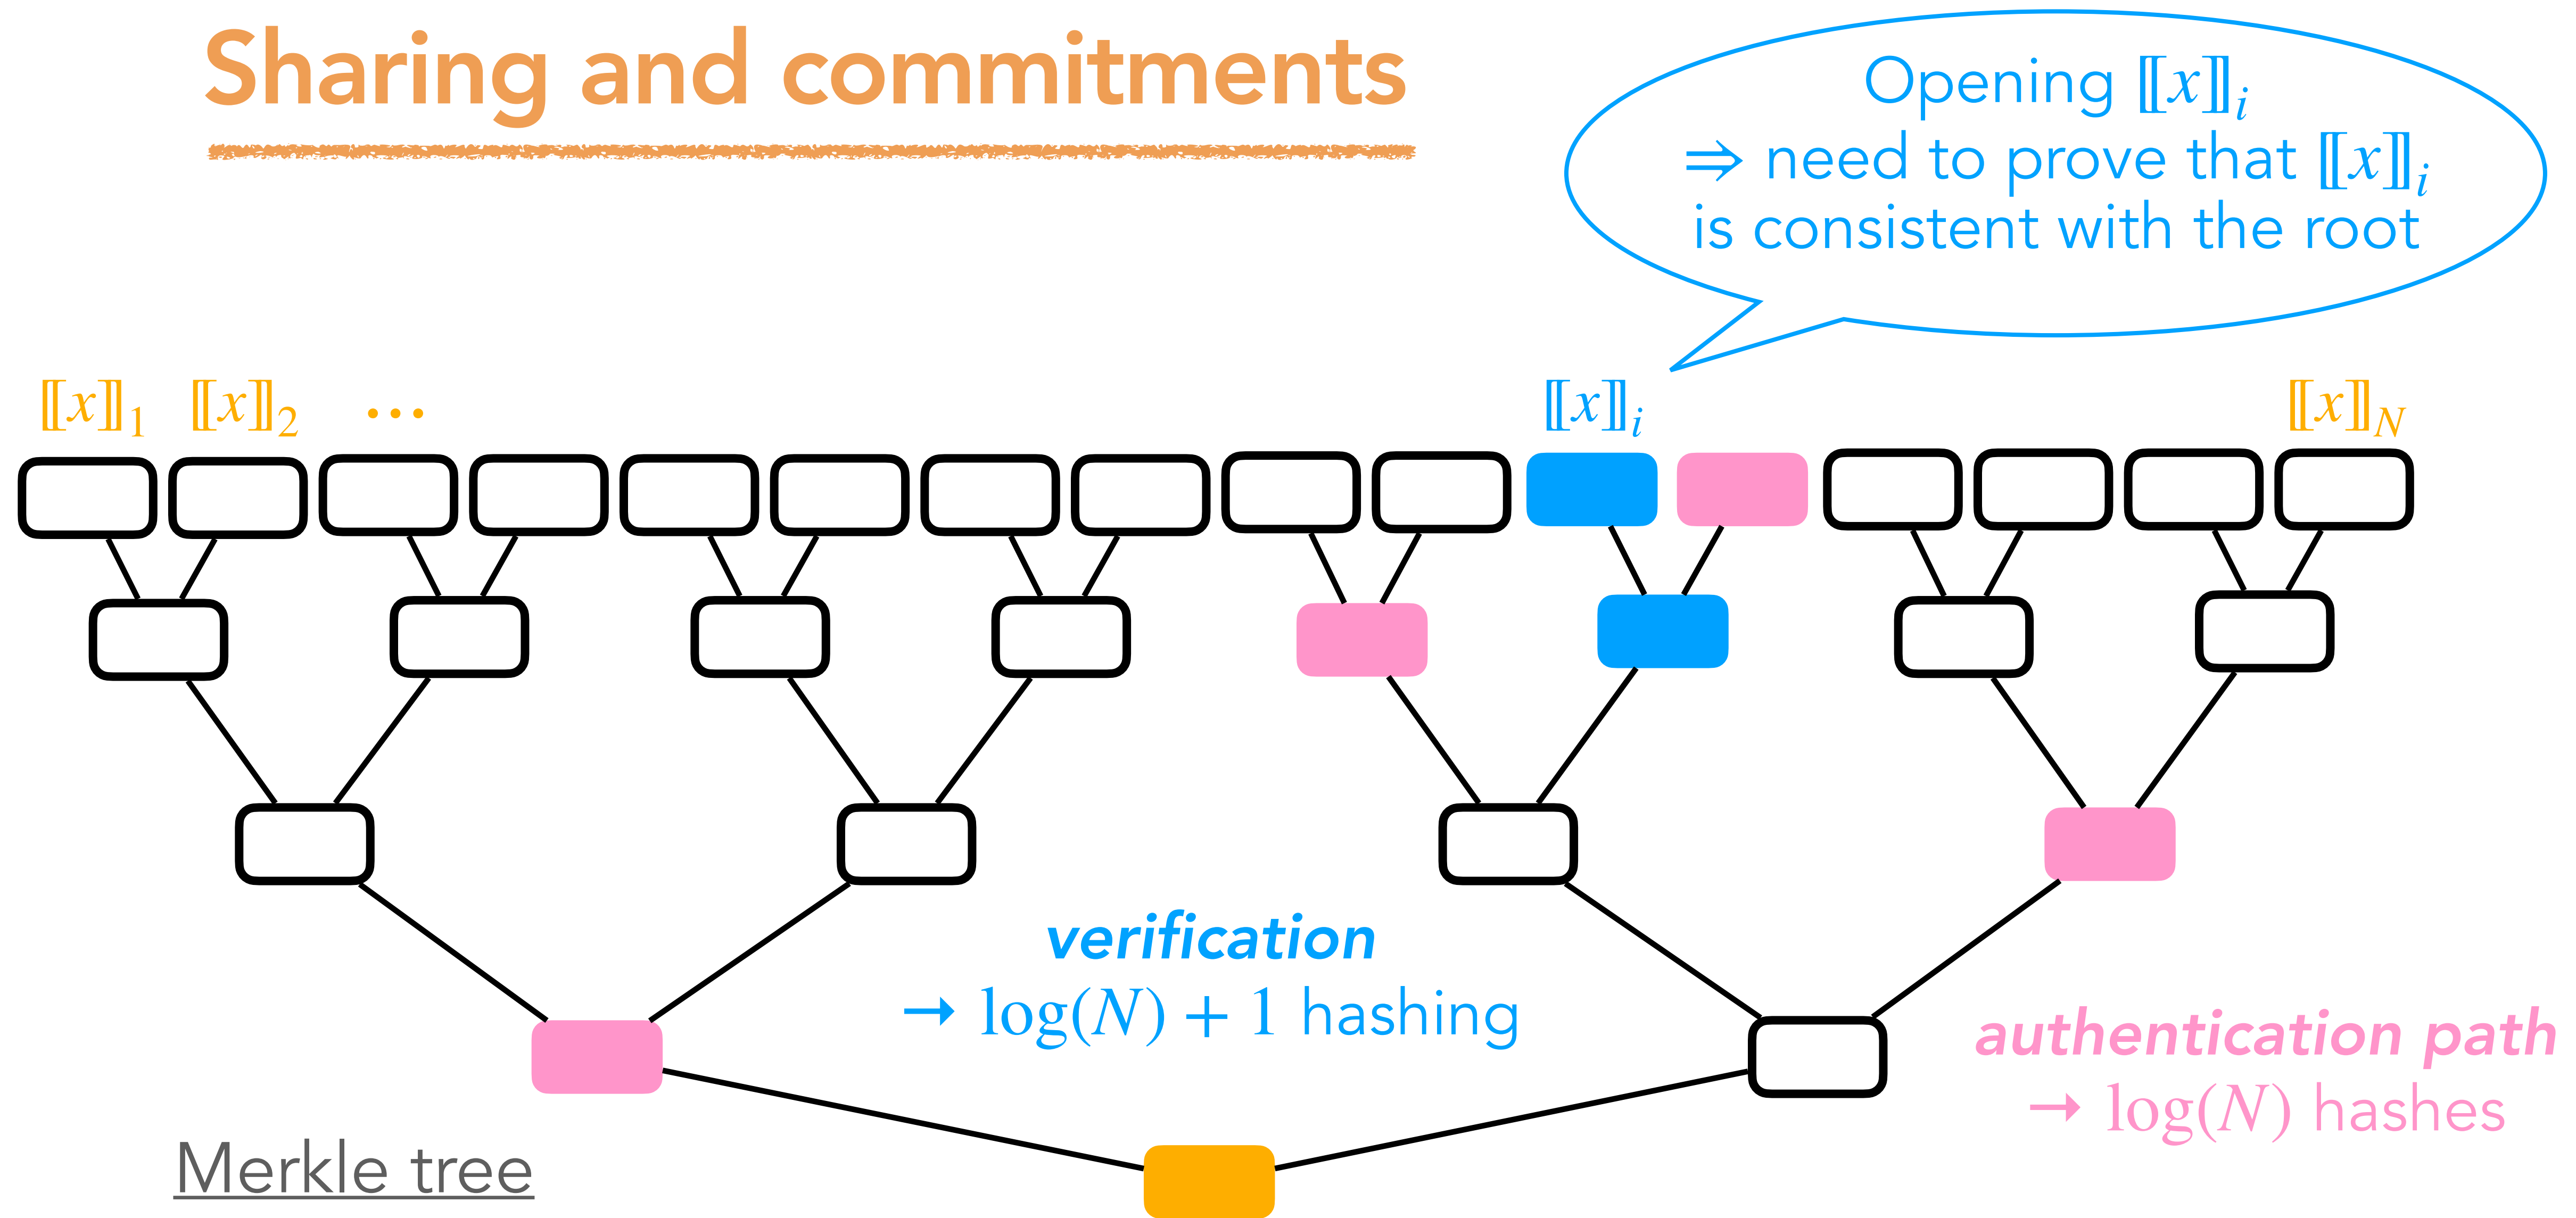 Sharing and commitments
Opening ⟦x⟧ᵢ
⇒ need to prove that ⟦x⟧ᵢ
is consistent with the root
⟦x⟧₁ ⟦x⟧₂ … ⟦x⟧ᵢ ⟦x⟧_N
verification
→ log(N) + 1 hashing
authentication path
→ log(N) hashes
Merkle tree